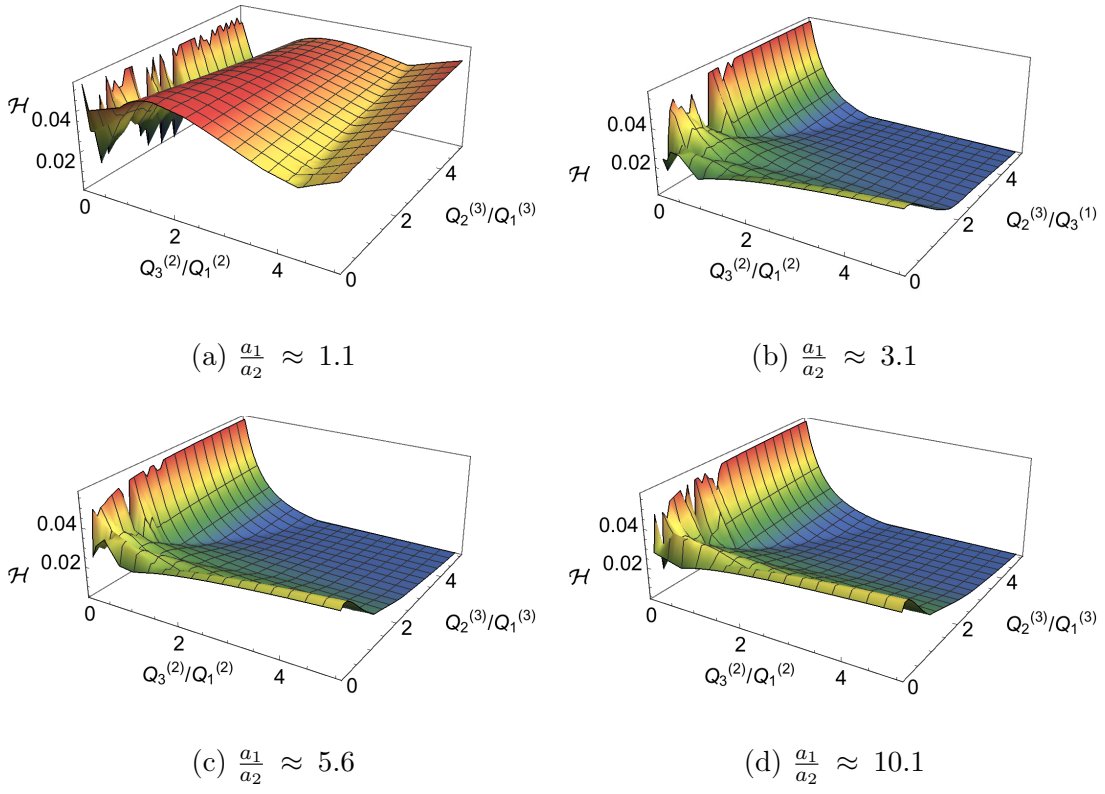 ℋ
0.04
0.02
0
2
4
Q₃⁽²⁾/Q₁⁽²⁾
0
2
4
Q₂⁽³⁾/Q₁⁽³⁾
(a) a₁/a₂ ≈ 1.1
ℋ
0.04
0.02
0
2
4
Q₃⁽²⁾/Q₁⁽²⁾
0
2
4
Q₂⁽³⁾/Q₃⁽¹⁾
(b) a₁/a₂ ≈ 3.1
ℋ
0.04
0.02
0
2
4
Q₃⁽²⁾/Q₁⁽²⁾
0
2
4
Q₂⁽³⁾/Q₁⁽³⁾
(c) a₁/a₂ ≈ 5.6
ℋ
0.04
0.02
0
2
4
Q₃⁽²⁾/Q₁⁽²⁾
0
2
4
Q₂⁽³⁾/Q₁⁽³⁾
(d) a₁/a₂ ≈ 10.1